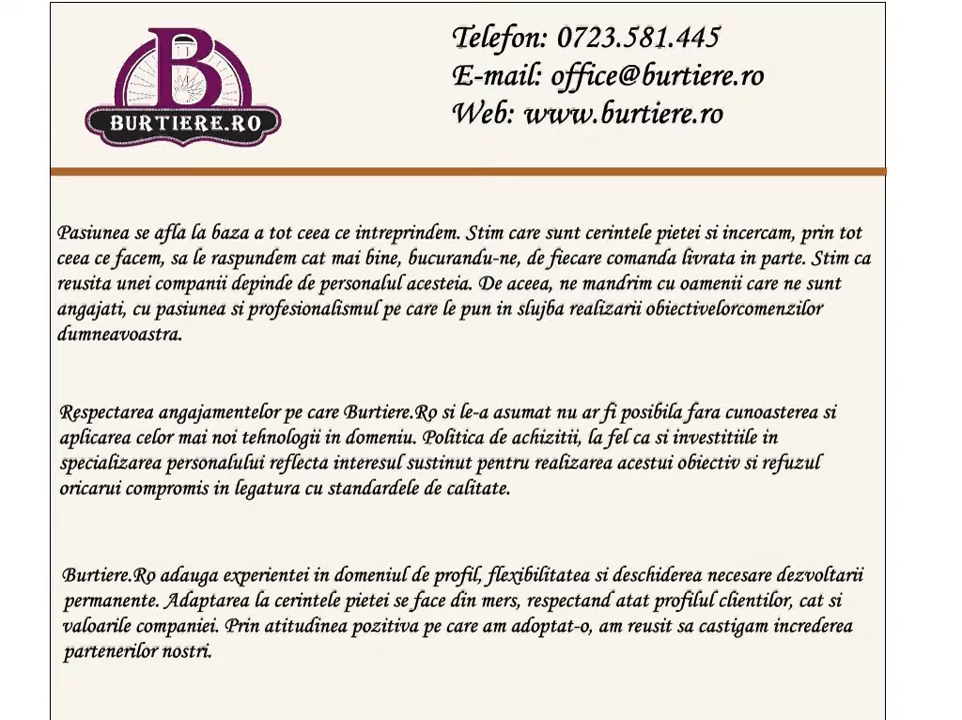 B
BURTIERE.RO
Telefon: 0723.581.445
E-mail: office@burtiere.ro
Web: www.burtiere.ro
Pasiunea se afla la baza a tot ceea ce intreprindem. Stim care sunt cerintele pietei si incercam, prin tot
ceea ce facem, sa le raspundem cat mai bine, bucurandu-ne, de fiecare comanda livrata in parte. Stim ca
reusita unei companii depinde de personalul acesteia. De aceea, ne mandrim cu oamenii care ne sunt
angajati, cu pasiunea si profesionalismul pe care le pun in slujba realizarii obiectivelorcomenzilor
dumneavoastra.
Respectarea angajamentelor pe care Burtiere.Ro si le-a asumat nu ar fi posibila fara cunoasterea si
aplicarea celor mai noi tehnologii in domeniu. Politica de achizitii, la fel ca si investitiile in
specializarea personalului reflecta interesul sustinut pentru realizarea acestui obiectiv si refuzul
oricarui compromis in legatura cu standardele de calitate.
Burtiere.Ro adauga experientei in domeniul de profil, flexibilitatea si deschiderea necesare dezvoltarii
permanente. Adaptarea la cerintele pietei se face din mers, respectand atat profilul clientilor, cat si
valoarile companiei. Prin atitudinea pozitiva pe care am adoptat-o, am reusit sa castigam increderea
partenerilor nostri.